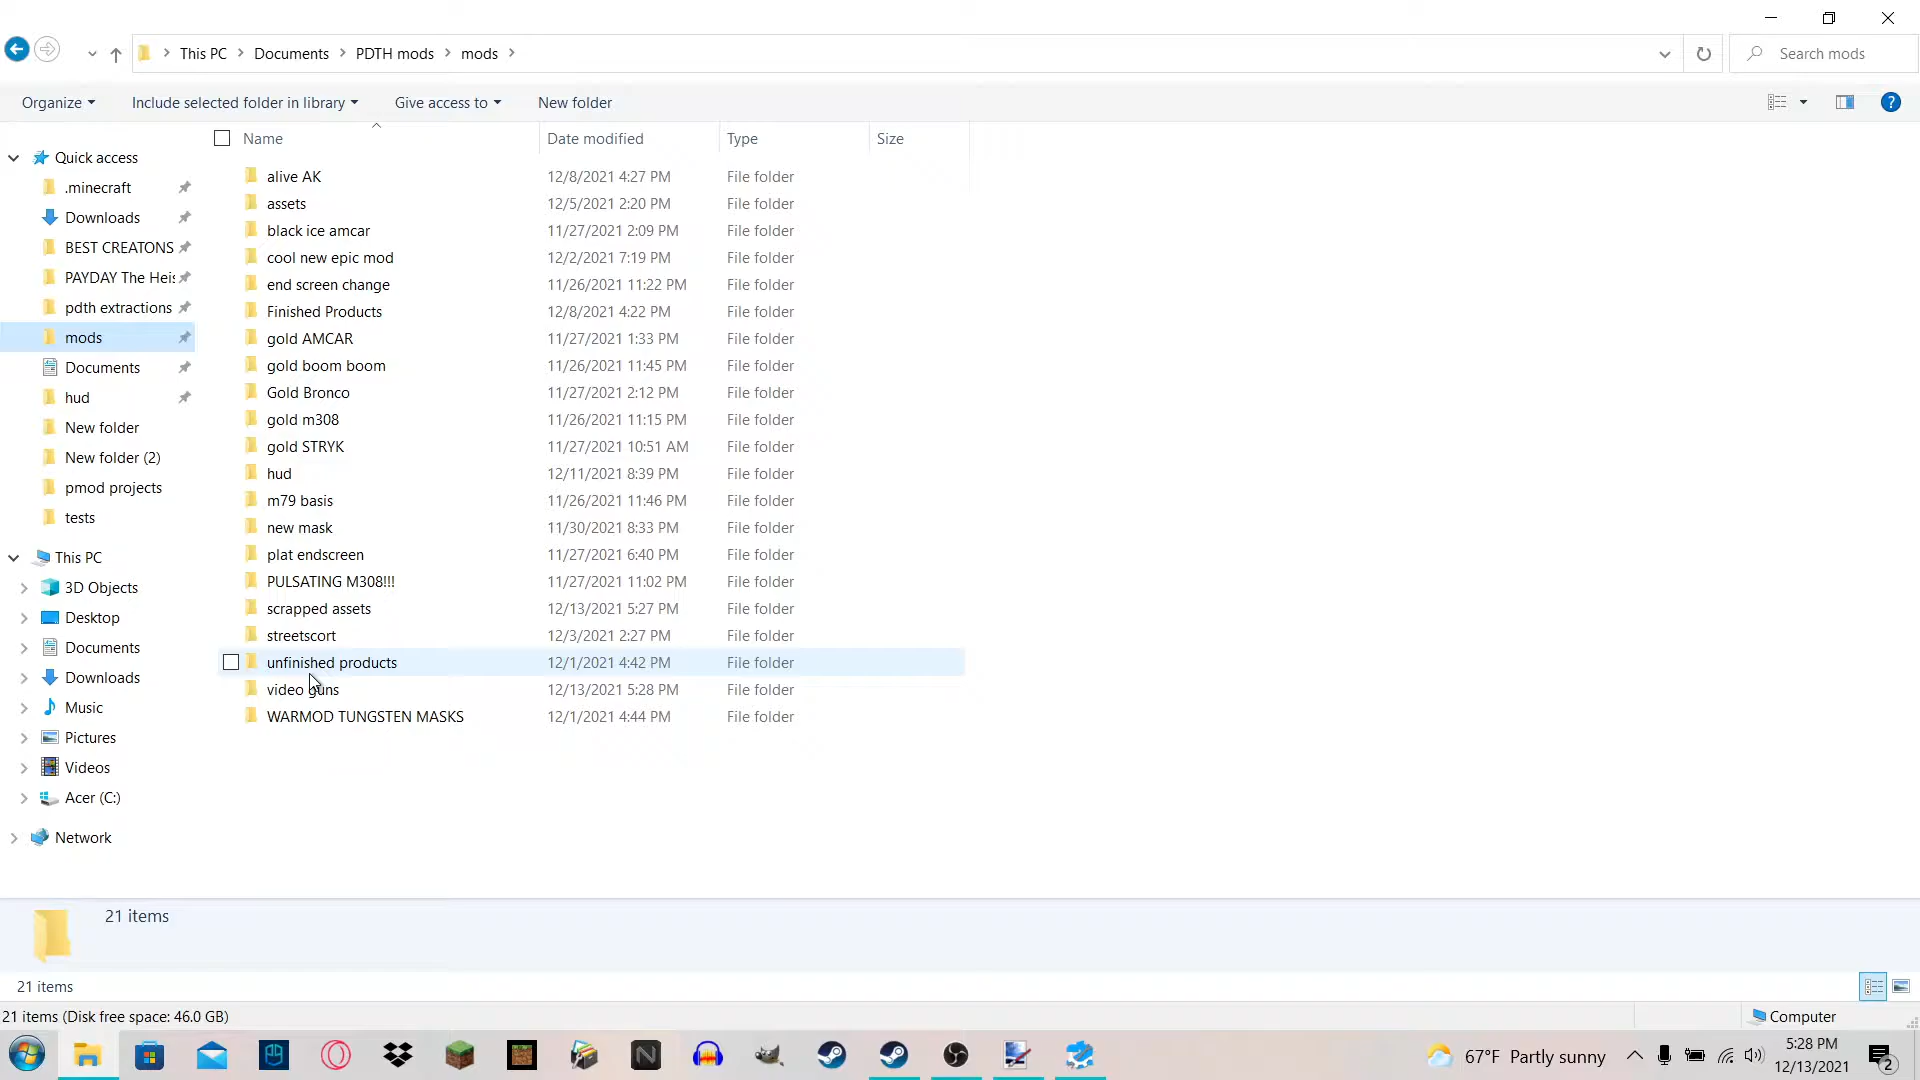 This PC > Documents > PDTH mods > mods >
Search mods
Organize Include selected folder in library Give access to New folder
Name Date modified Type Size
Quick access
.minecraft
Downloads
BEST CREATONS
PAYDAY The Heis
pdth extractions
mods
Documents
hud
New folder
New folder (2)
pmod projects
tests
This PC
3D Objects
Desktop
Documents
Downloads
Music
Pictures
Videos
Acer (C:)
Network
alive AK 12/8/2021 4:27 PM File folder
assets 12/5/2021 2:20 PM File folder
black ice amcar 11/27/2021 2:09 PM File folder
cool new epic mod 12/2/2021 7:19 PM File folder
end screen change 11/26/2021 11:22 PM File folder
Finished Products 12/8/2021 4:22 PM File folder
gold AMCAR 11/27/2021 1:33 PM File folder
gold boom boom 11/26/2021 11:45 PM File folder
Gold Bronco 11/27/2021 2:12 PM File folder
gold m308 11/26/2021 11:15 PM File folder
gold STRYK 11/27/2021 10:51 AM File folder
hud 12/11/2021 8:39 PM File folder
m79 basis 11/26/2021 11:46 PM File folder
new mask 11/30/2021 8:33 PM File folder
plat endscreen 11/27/2021 6:40 PM File folder
PULSATING M308!!! 11/27/2021 11:02 PM File folder
scrapped assets 12/13/2021 5:27 PM File folder
streetscort 12/3/2021 2:27 PM File folder
unfinished products 12/1/2021 4:42 PM File folder
video guns 12/13/2021 5:28 PM File folder
WARMOD TUNGSTEN MASKS 12/1/2021 4:44 PM File folder
21 items
21 items
21 items (Disk free space: 46.0 GB)
Computer
67°F Partly sunny
5:28 PM
12/13/2021
2